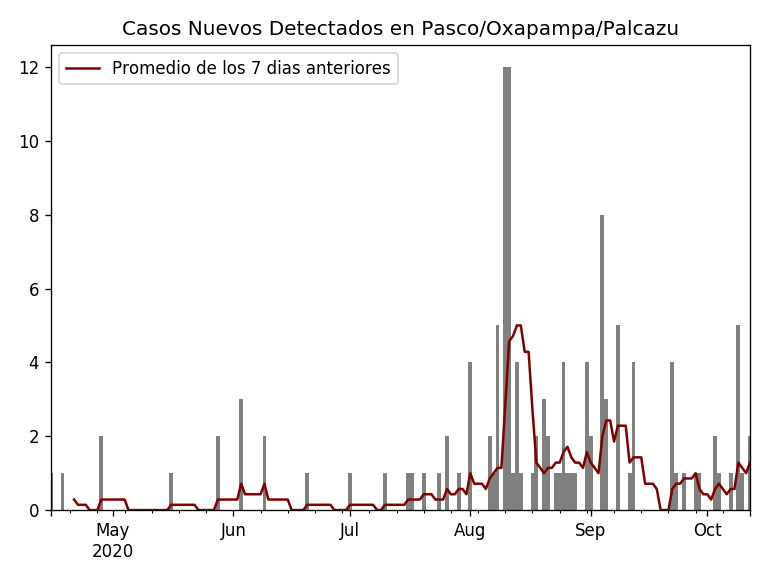 Casos Nuevos Detectados en Pasco/Oxapampa/Palcazu
Promedio de los 7 dias anteriores
12
10
8
6
4
2
0
May Jun Jul Aug Sep Oct
2020